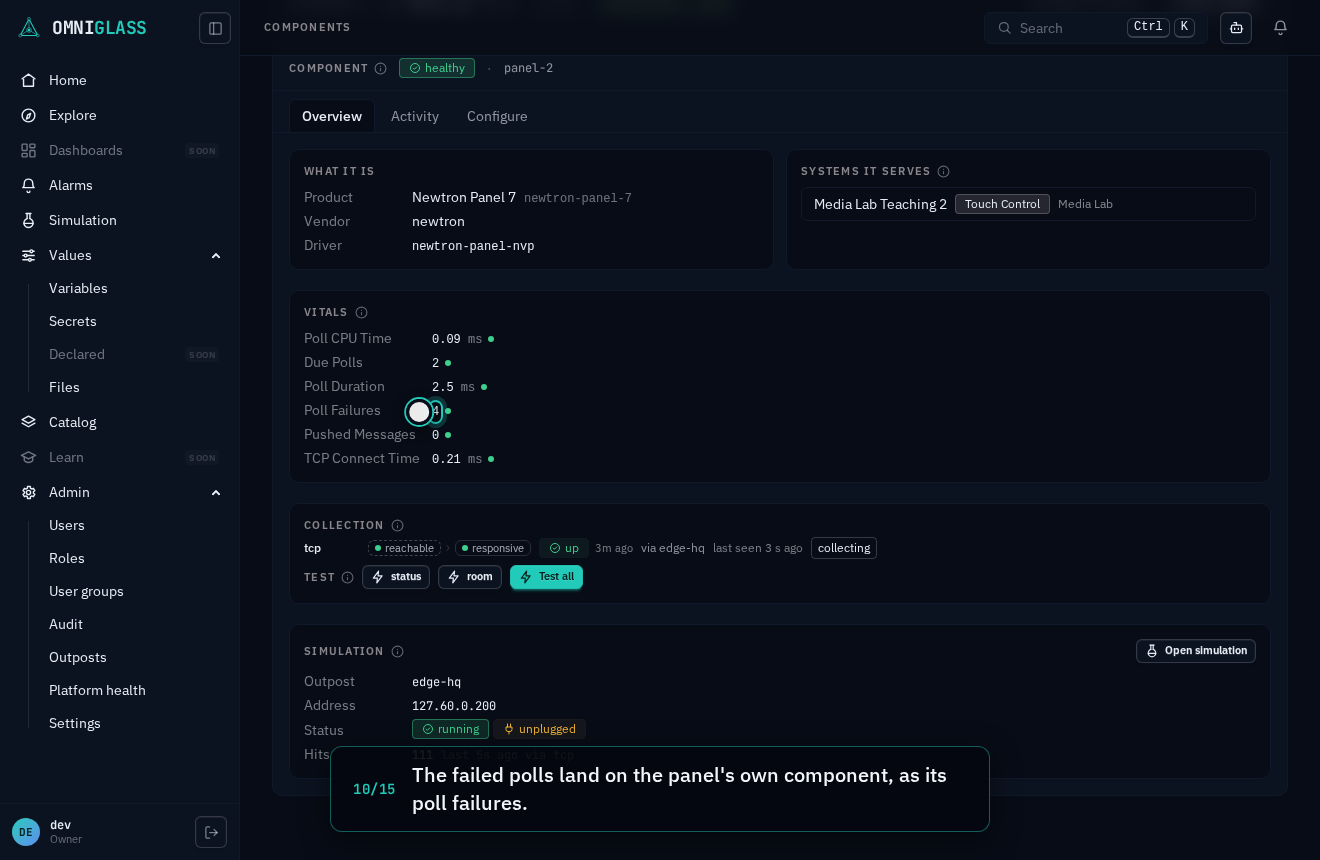 OMNIGLASS
COMPONENTS
Search Ctrl K
Home
Explore
Dashboards SOON
Alarms
Simulation
Values
Variables
Secrets
Declared SOON
Files
Catalog
Learn SOON
Admin
Users
Roles
User groups
Audit
Outposts
Platform health
Settings
DE dev
Owner
COMPONENT healthy · panel-2
Overview Activity Configure
WHAT IT IS
Product Newtron Panel 7 newtron-panel-7
Vendor newtron
Driver newtron-panel-nvp
SYSTEMS IT SERVES
Media Lab Teaching 2 Touch Control Media Lab
VITALS
Poll CPU Time 0.09 ms
Due Polls 2
Poll Duration 2.5 ms
Poll Failures 4
Pushed Messages 0
TCP Connect Time 0.21 ms
COLLECTION
tcp reachable › responsive up 3m ago via edge-hq last seen 3 s ago collecting
TEST status room Test all
SIMULATION Open simulation
Outpost edge-hq
Address 127.60.0.200
Status running unplugged
Hits 111 last 5s ago via tcp
10/15 The failed polls land on the panel's own component, as its
poll failures.